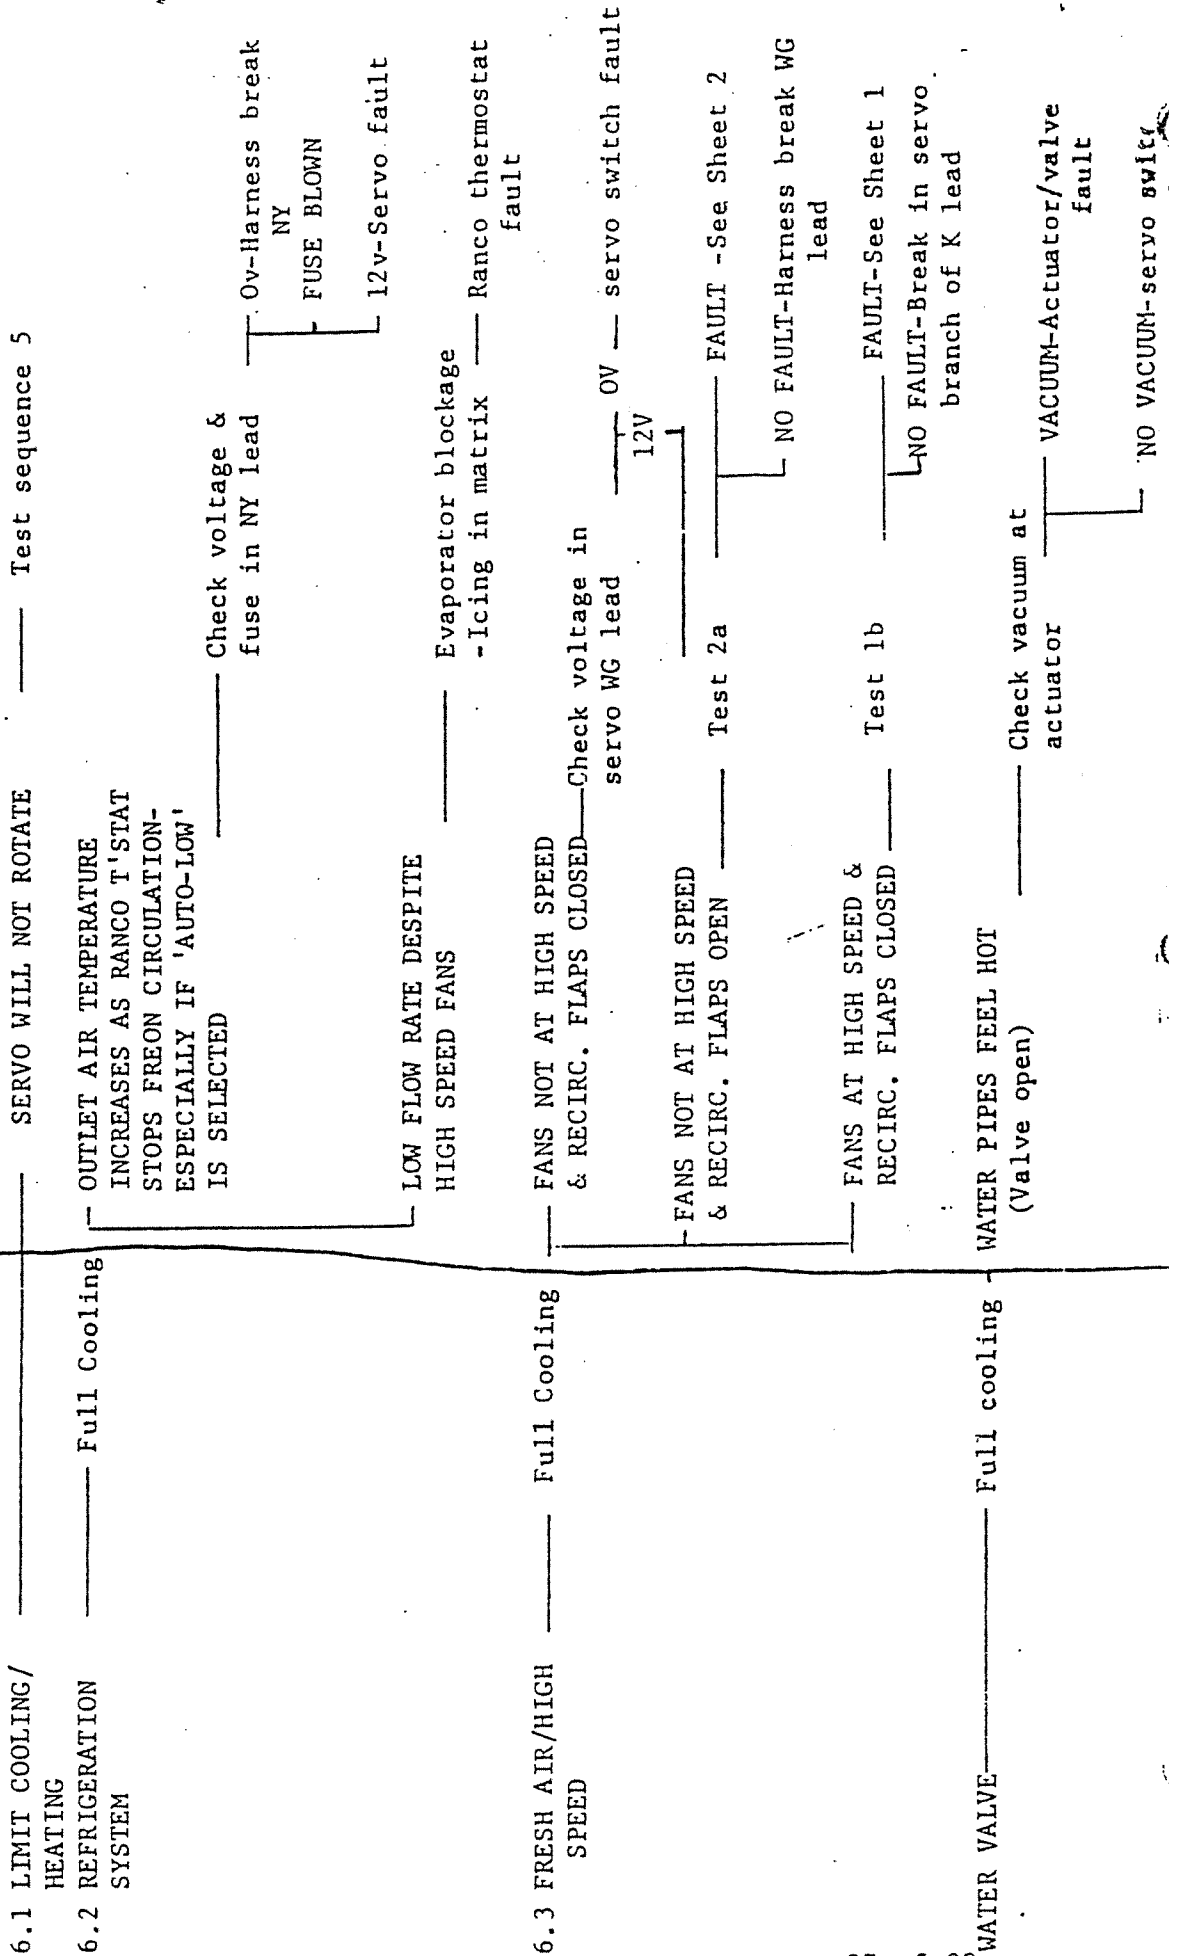 6.1 LIMIT COOLING/
HEATING
SERVO WILL NOT ROTATE
Test sequence 5
6.2 REFRIGERATION
SYSTEM
Full Cooling
OUTLET AIR TEMPERATURE
INCREASES AS RANCO T'STAT
STOPS FREON CIRCULATION-
ESPECIALLY IF 'AUTO-LOW'
IS SELECTED
Check voltage &
fuse in NY lead
Ov-Harness break
NY
FUSE BLOWN
12v-Servo fault
LOW FLOW RATE DESPITE
HIGH SPEED FANS
Evaporator blockage
-Icing in matrix
Ranco thermostat
fault
6.3 FRESH AIR/HIGH
SPEED
Full Cooling
FANS NOT AT HIGH SPEED
& RECIRC. FLAPS CLOSED
Check voltage in
servo WG lead
OV
servo switch fault
12V
FANS NOT AT HIGH SPEED
& RECIRC. FLAPS OPEN
Test 2a
FAULT -See Sheet 2
NO FAULT-Harness break WG
lead
FANS AT HIGH SPEED &
RECIRC. FLAPS CLOSED
Test 1b
FAULT-See Sheet 1
NO FAULT-Break in servo
branch of K lead
WATER VALVE
Full cooling
WATER PIPES FEEL HOT
(Valve open)
Check vacuum at
actuator
VACUUM-Actuator/valve
fault
NO VACUUM-servo